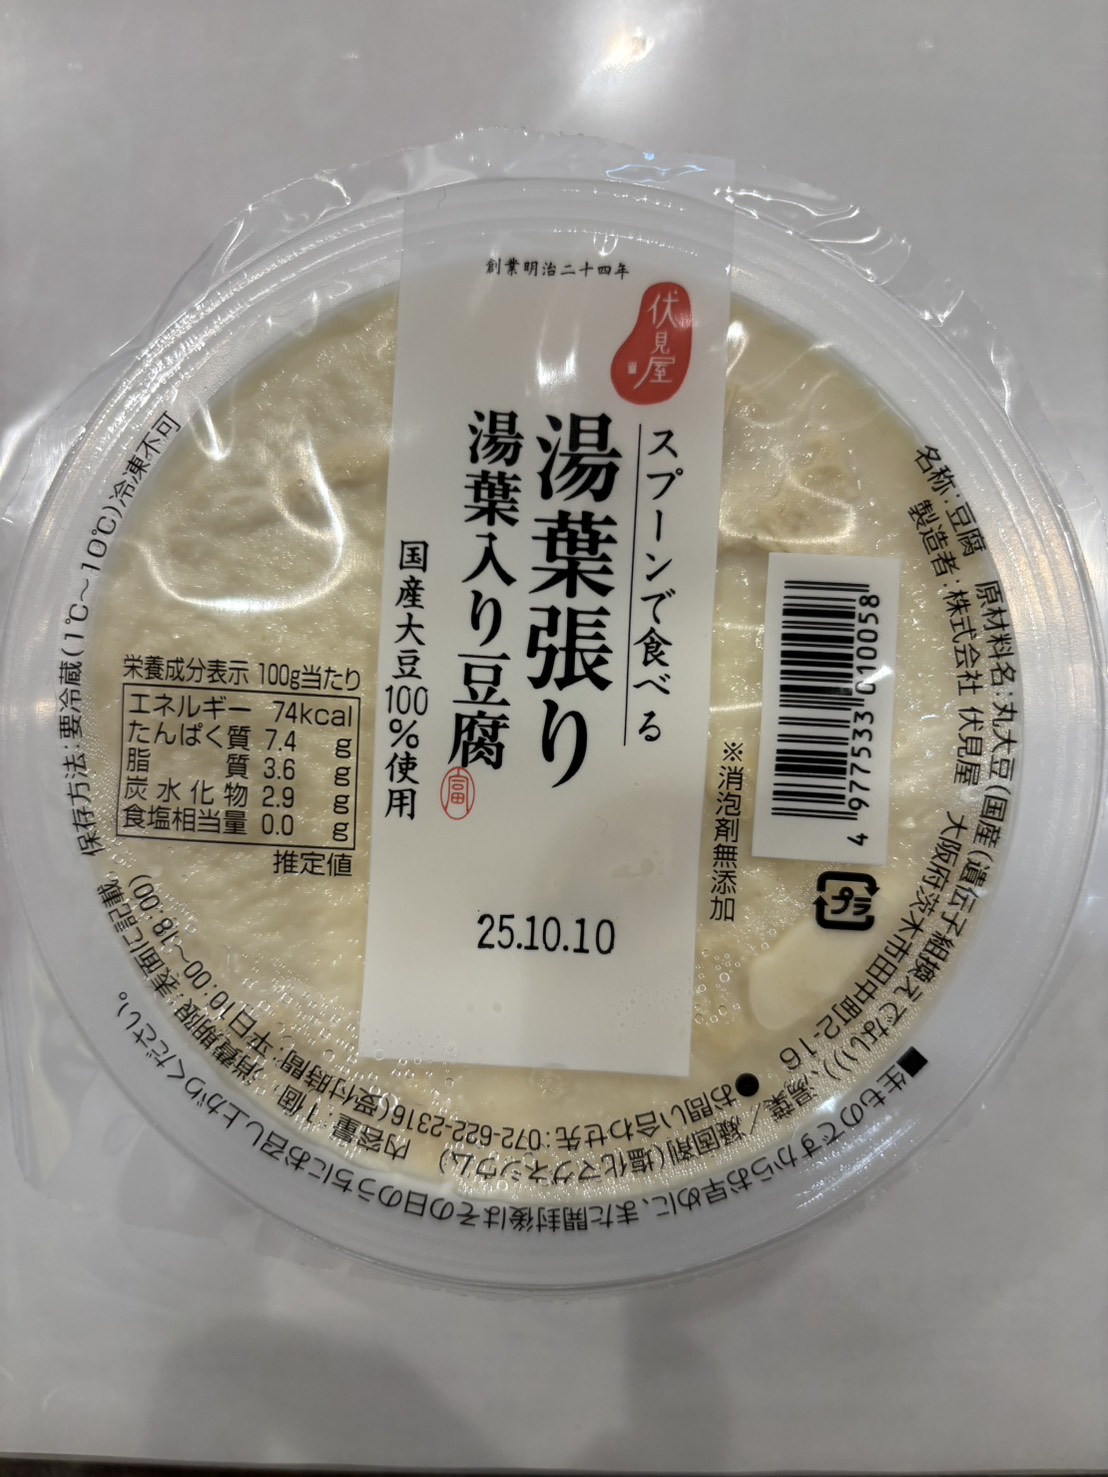 創業明治二十四年
伏見屋
スプーンで食べる
湯葉張り
湯葉入り豆腐
国産大豆100%使用
25.10.10
※消泡剤無添加
4 977533 010058
プラ
栄養成分表示 100g当たり
エネルギー 74kcal
たんぱく質 7.4 g
脂質 3.6 g
炭水化物 2.9 g
食塩相当量 0.0 g
推定値
名称:豆腐 原材料名:丸大豆(国産(遺伝子組換えでない))、湯葉/凝固剤(塩化マグネシウム) 内容量:1個 消費期限:表面に記載 保存方法:要冷蔵(1℃~10℃)冷凍不可
製造者:株式会社 伏見屋 大阪府茨木市田中町2-16
●お問い合わせ先:072-622-2316(受付時間:平日10:00~18:00)
■生ものですからお早めに、また開封後はその日のうちにお召し上がりください。